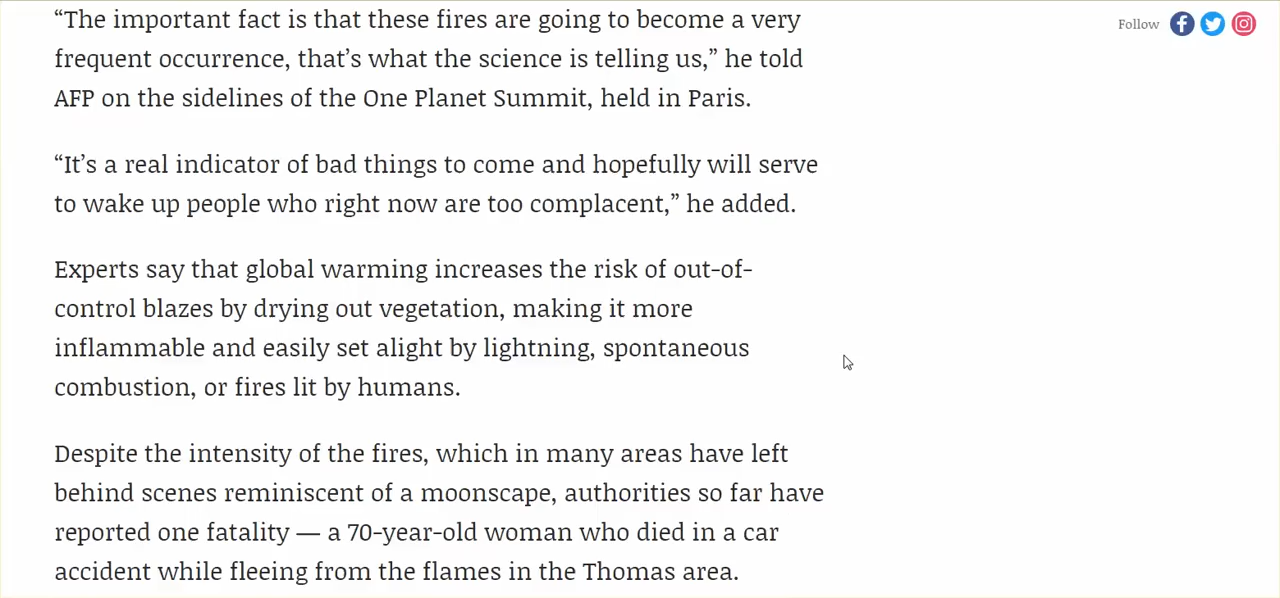 “The important fact is that these fires are going to become a very
Follow
frequent occurrence, that’s what the science is telling us,” he told
AFP on the sidelines of the One Planet Summit, held in Paris.
“It’s a real indicator of bad things to come and hopefully will serve
to wake up people who right now are too complacent,” he added.
Experts say that global warming increases the risk of out-of-
control blazes by drying out vegetation, making it more
inflammable and easily set alight by lightning, spontaneous
combustion, or fires lit by humans.
Despite the intensity of the fires, which in many areas have left
behind scenes reminiscent of a moonscape, authorities so far have
reported one fatality — a 70-year-old woman who died in a car
accident while fleeing from the flames in the Thomas area.